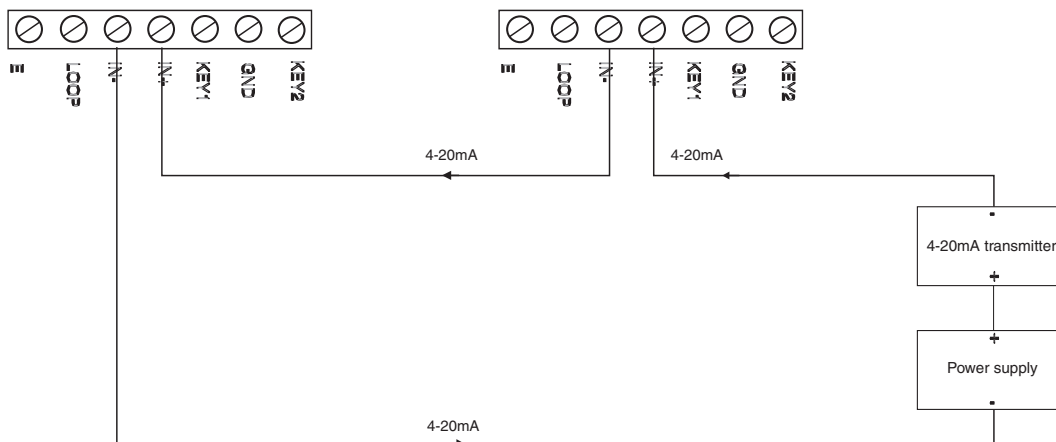 E LOOP IN- IN+ KEY1 GND KEY2
E LOOP IN- IN+ KEY1 GND KEY2
4-20mA
4-20mA
-
4-20mA transmitter
+
+
Power supply
-
4-20mA